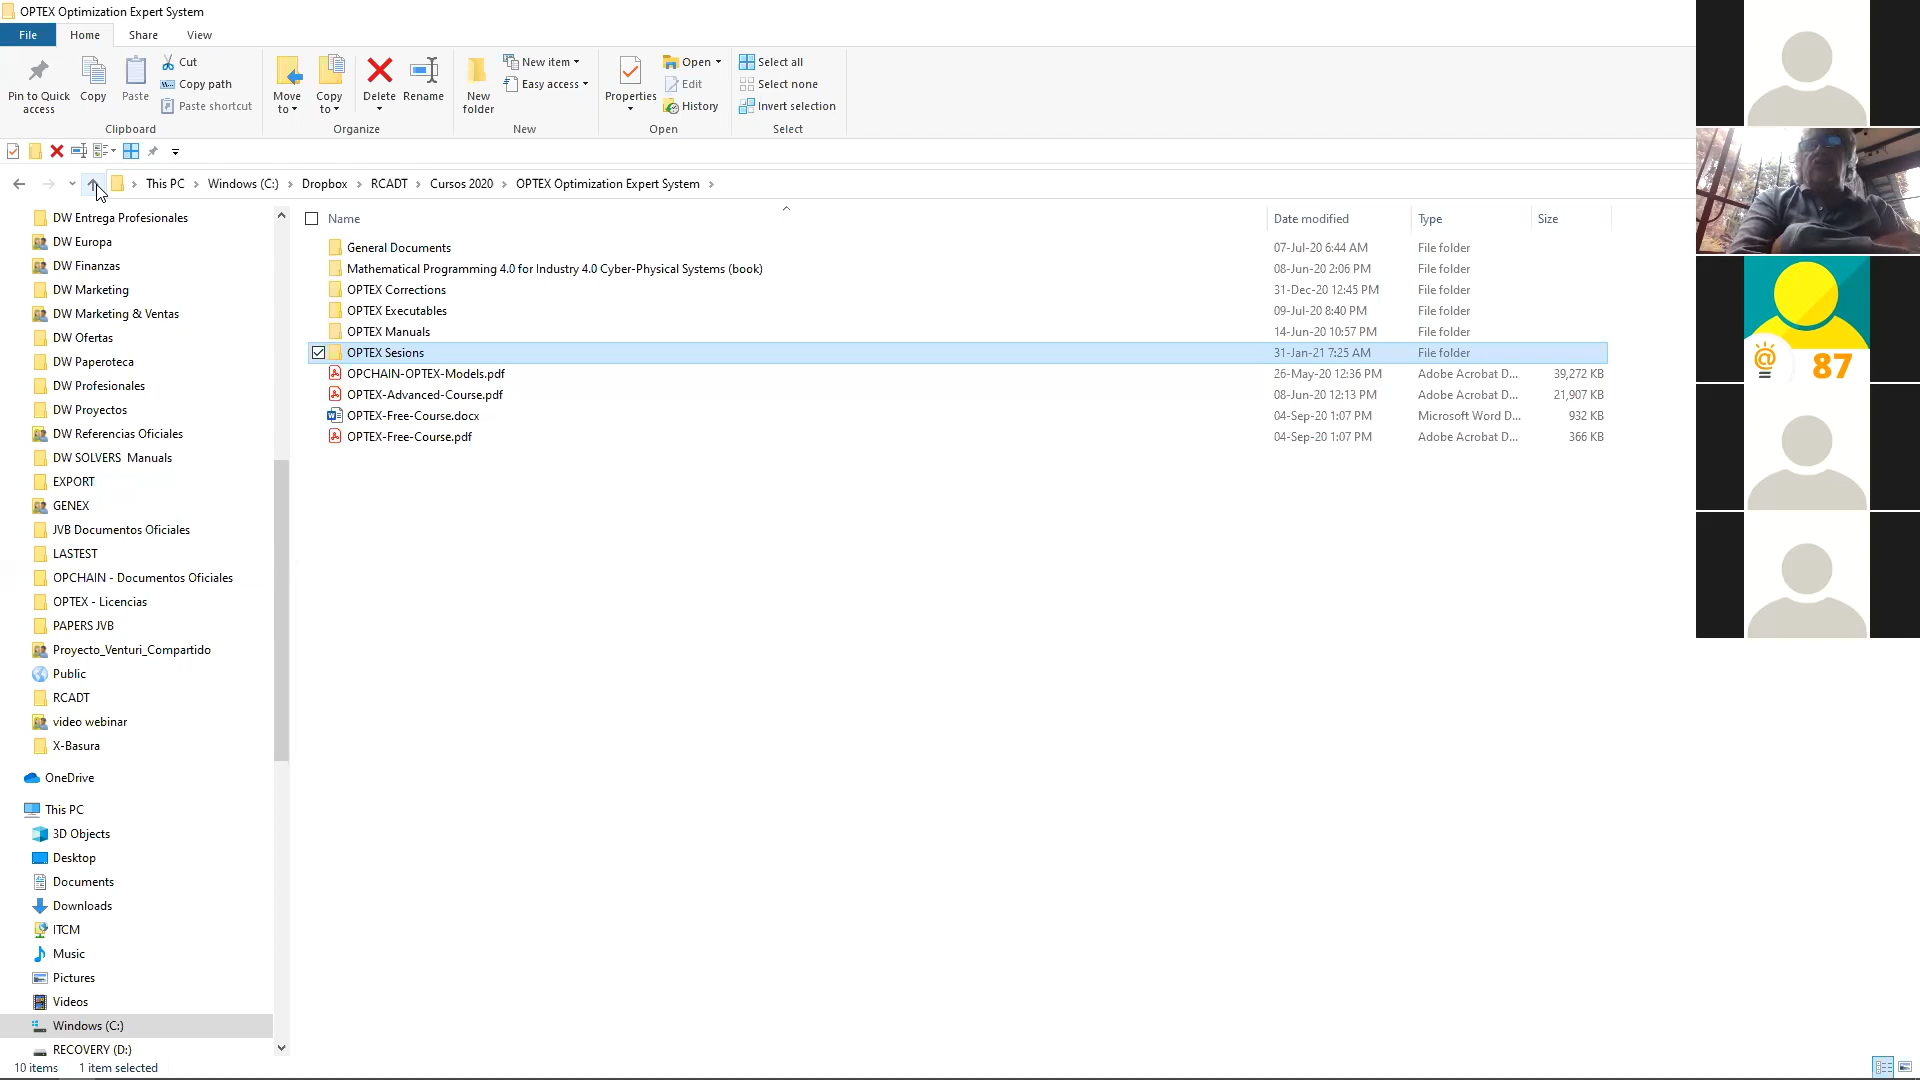 OPTEX Optimization Expert System
File Home Share View
Pin to Quick access
Copy
Paste
Cut
Copy path
Paste shortcut
Clipboard
Move to
Copy to
Delete
Rename
Organize
New folder
New item
Easy access
New
Properties
Open
Edit
History
Open
Select all
Select none
Invert selection
Select
This PC Windows (C:) Dropbox RCADT Cursos 2020 OPTEX Optimization Expert System
DW Entrega Profesionales
DW Europa
DW Finanzas
DW Marketing
DW Marketing & Ventas
DW Ofertas
DW Paperoteca
DW Profesionales
DW Proyectos
DW Referencias Oficiales
DW SOLVERS Manuals
EXPORT
GENEX
JVB Documentos Oficiales
LASTEST
OPCHAIN - Documentos Oficiales
OPTEX - Licencias
PAPERS JVB
Proyecto_Venturi_Compartido
Public
RCADT
video webinar
X-Basura
OneDrive
This PC
3D Objects
Desktop
Documents
Downloads
ITCM
Music
Pictures
Videos
Windows (C:)
RECOVERY (D:)
Name Date modified Type Size
General Documents 07-Jul-20 6:44 AM File folder
Mathematical Programming 4.0 for Industry 4.0 Cyber-Physical Systems (book) 08-Jun-20 2:06 PM File folder
OPTEX Corrections 31-Dec-20 12:45 PM File folder
OPTEX Executables 09-Jul-20 8:40 PM File folder
OPTEX Manuals 14-Jun-20 10:57 PM File folder
OPTEX Sesions 31-Jan-21 7:25 AM File folder
OPCHAIN-OPTEX-Models.pdf 26-May-20 12:36 PM Adobe Acrobat D... 39,272 KB
OPTEX-Advanced-Course.pdf 08-Jun-20 12:13 PM Adobe Acrobat D... 21,907 KB
OPTEX-Free-Course.docx 04-Sep-20 1:07 PM Microsoft Word D... 932 KB
OPTEX-Free-Course.pdf 04-Sep-20 1:07 PM Adobe Acrobat D... 366 KB
@ 87
10 items 1 item selected